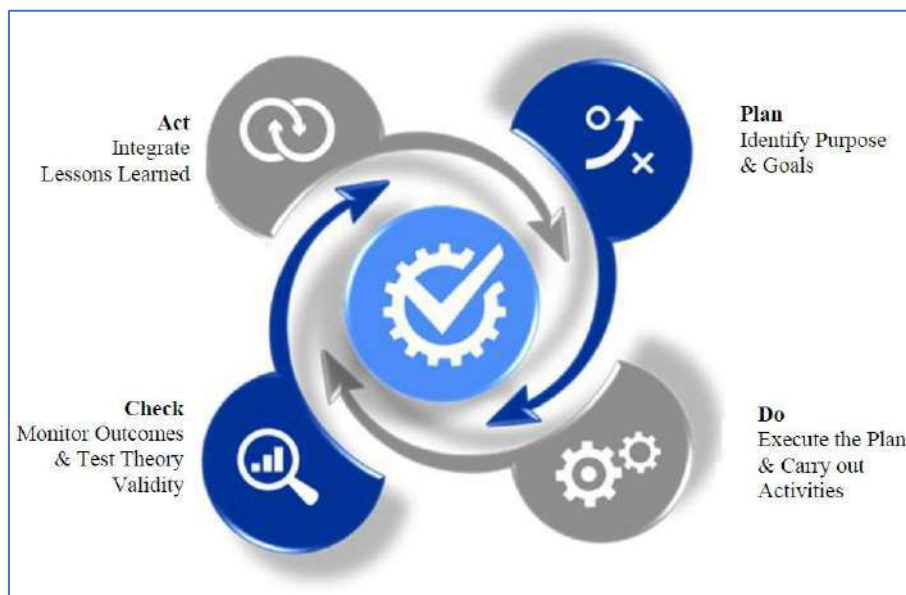 Act
Integrate
Lessons Learned
Plan
Identify Purpose
& Goals
Check
Monitor Outcomes
& Test Theory
Validity
Do
Execute the Plan
& Carry out
Activities